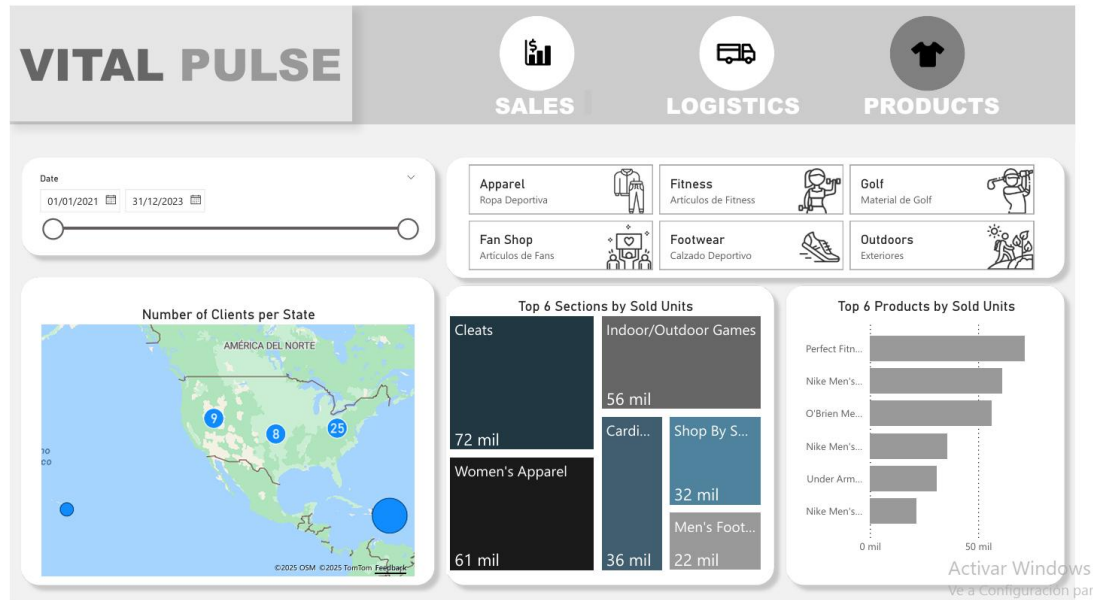 VITAL PULSE
SALES
LOGISTICS
PRODUCTS
Date
01/01/2021
31/12/2023
Apparel
Ropa Deportiva
Fitness
Artículos de Fitness
Golf
Material de Golf
Fan Shop
Artículos de Fans
Footwear
Calzado Deportivo
Outdoors
Exteriores
Number of Clients per State
AMÉRICA DEL NORTE
9
8
25
no
co
©2025 OSM ©2025 TomTom Feedback
Top 6 Sections by Sold Units
Cleats
72 mil
Women's Apparel
61 mil
Indoor/Outdoor Games
56 mil
Cardi...
36 mil
Shop By S...
32 mil
Men's Foot...
22 mil
Top 6 Products by Sold Units
Perfect Fitn...
Nike Men's...
O'Brien Me...
Nike Men's...
Under Arm...
Nike Men's...
0 mil
50 mil
Activar Windows
Ve a Configuración par